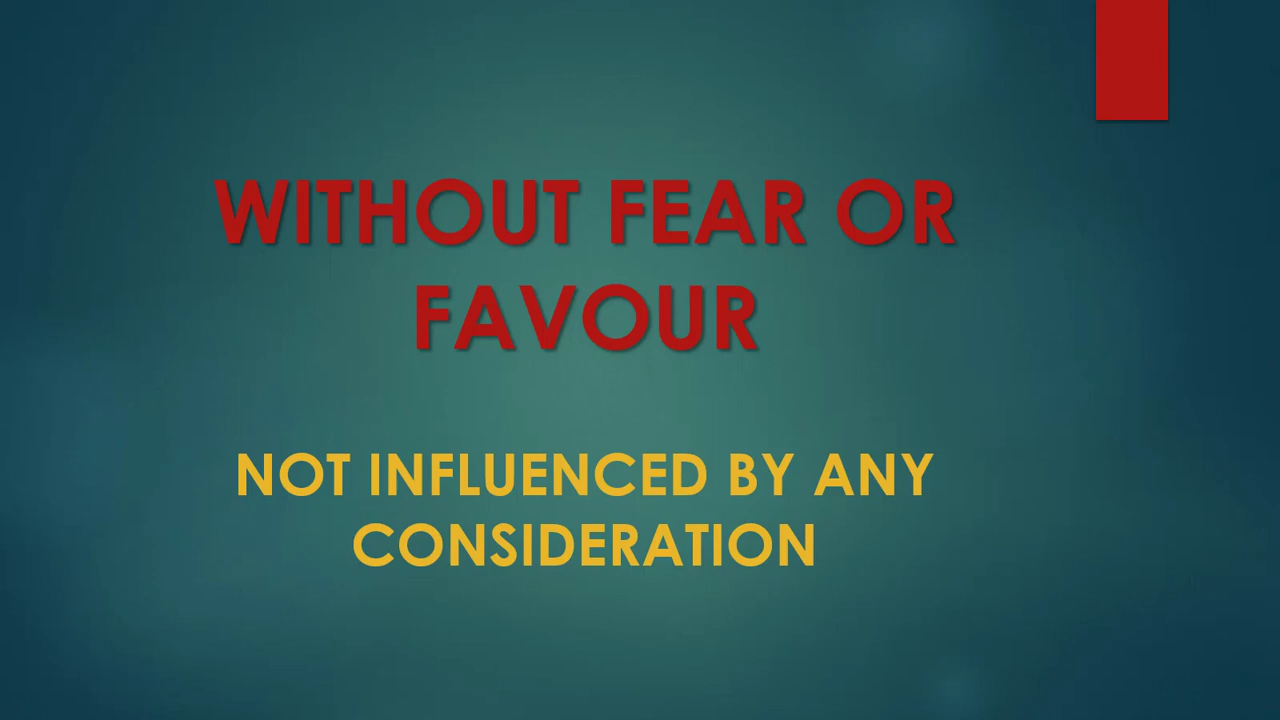 WITHOUT FEAR OR
FAVOUR
NOT INFLUENCED BY ANY
CONSIDERATION